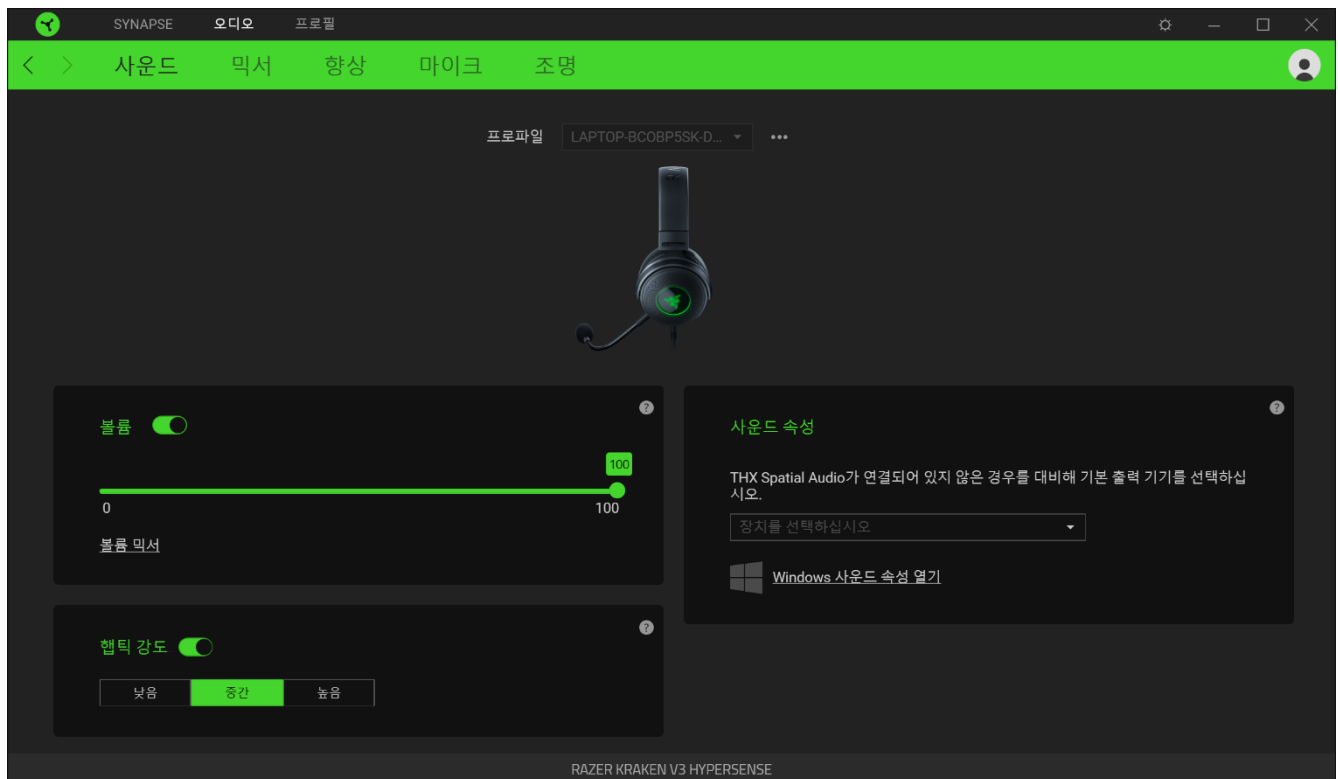 SYNAPSE 오디오 프로필
사운드 믹서 향상 마이크 조명
프로파일 LAPTOP-BCOBP5SK-D...
볼륨
100
0 100
볼륨 믹서
햅틱 강도
낮음 중간 높음
사운드 속성
THX Spatial Audio가 연결되어 있지 않은 경우를 대비해 기본 출력 기기를 선택하십
시오.
장치를 선택하십시오
Windows 사운드 속성 열기
RAZER KRAKEN V3 HYPERSENSE